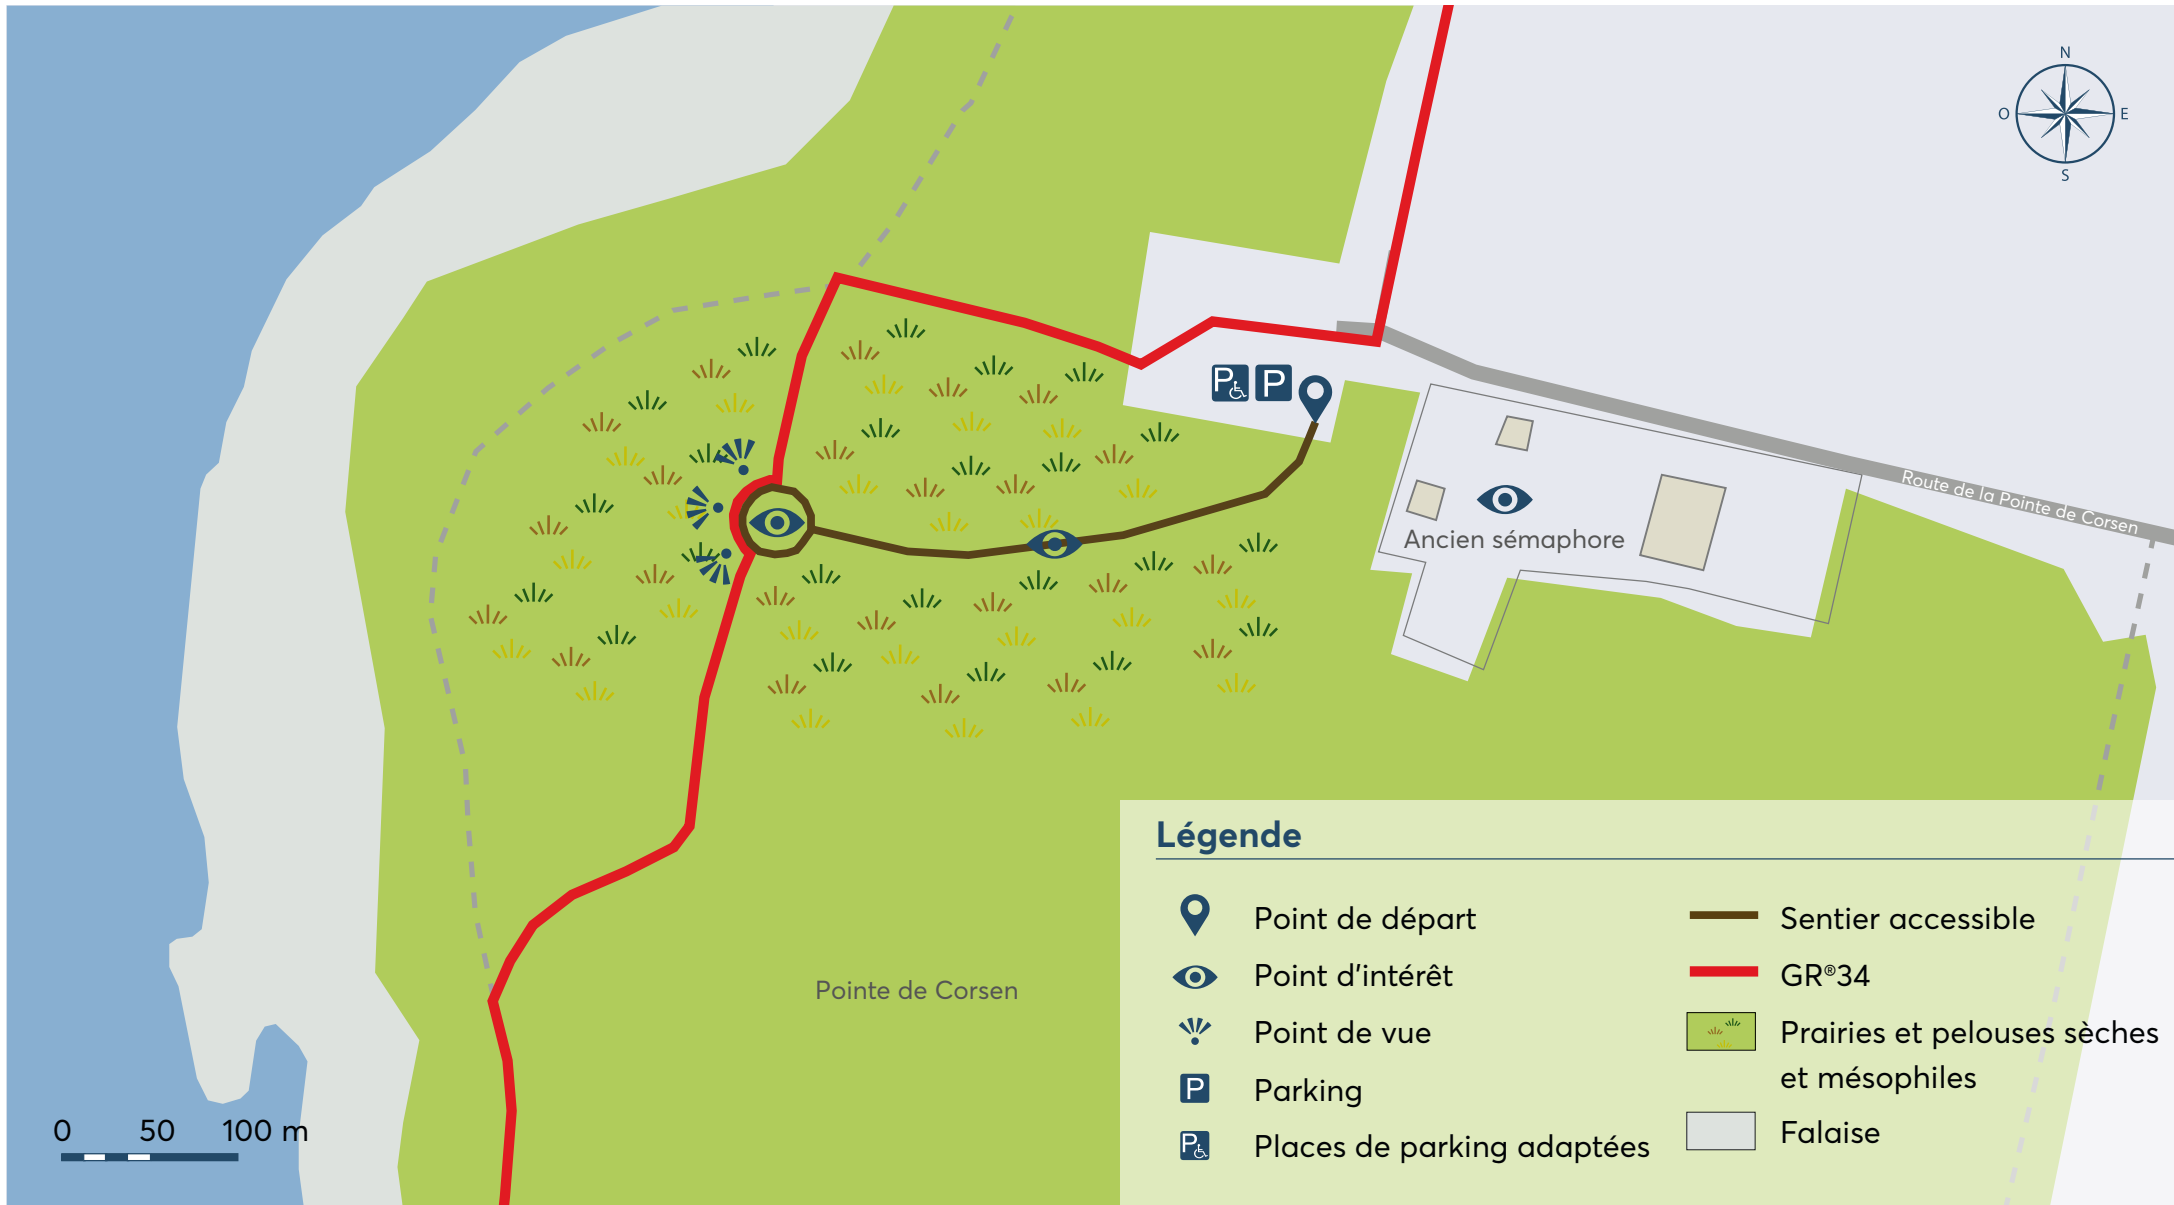 N
O
E
S
P
P
Route de la Pointe de Corsen
Ancien sémaphore
Pointe de Corsen
0 50 100 m
Légende
Point de départ
Point d'intérêt
Point de vue
P
Parking
P
Places de parking adaptées
Sentier accessible
GR®34
Prairies et pelouses sèches
et mésophiles
Falaise